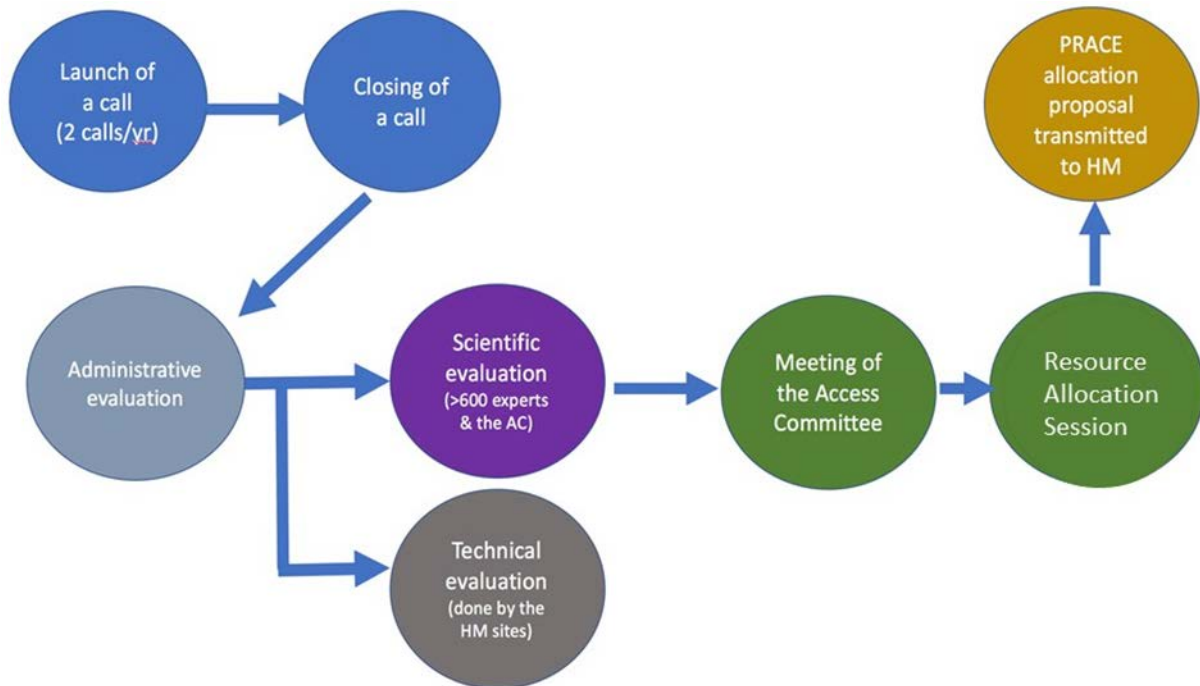 Launch of
a call
(2 calls/yr)
Closing of
a call
PRACE
allocation
proposal
transmitted
to HM
Administrative
evaluation
Scientific
evaluation
(>600 experts
& the AC)
Meeting of
the Access
Committee
Resource
Allocation
Session
Technical
evaluation
(done by the
HM sites)